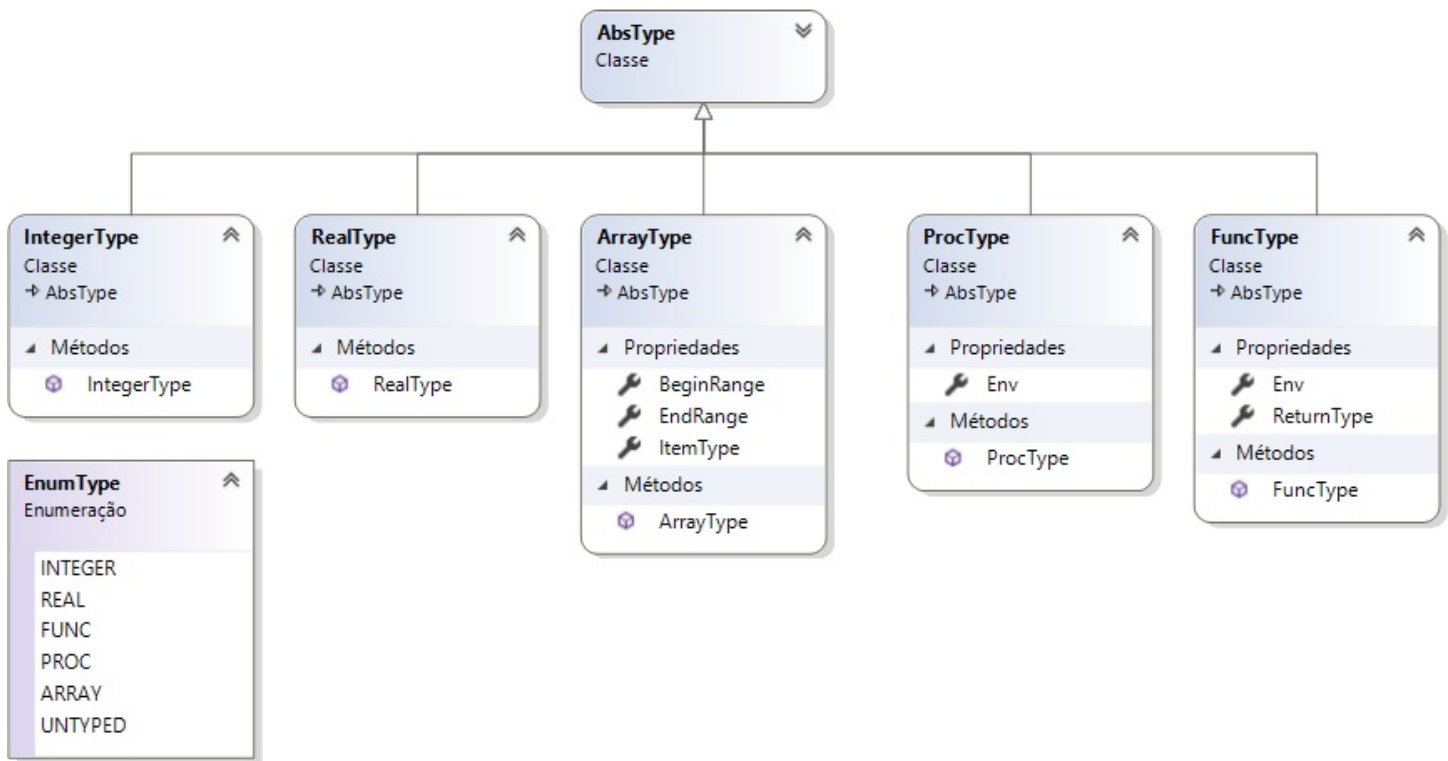 AbsType
Classe
IntegerType
Classe
AbsType
Métodos
IntegerType
RealType
Classe
AbsType
Métodos
RealType
ArrayType
Classe
AbsType
Propriedades
BeginRange
EndRange
ItemType
Métodos
ArrayType
ProcType
Classe
AbsType
Propriedades
Env
Métodos
ProcType
FuncType
Classe
AbsType
Propriedades
Env
ReturnType
Métodos
FuncType
EnumType
Enumeração
INTEGER
REAL
FUNC
PROC
ARRAY
UNTYPED